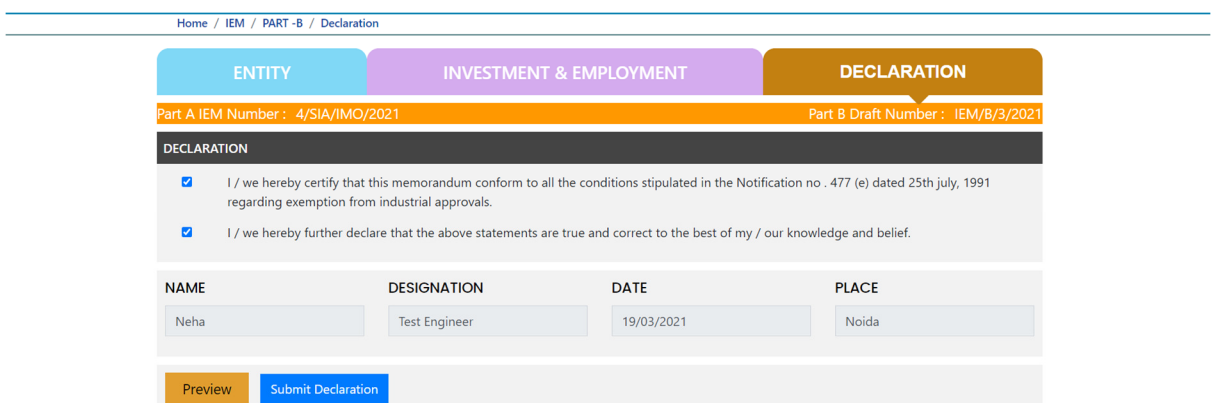 Home / IEM / PART -B / Declaration
ENTITY INVESTMENT & EMPLOYMENT DECLARATION
Part A IEM Number : 4/SIA/IMO/2021 Part B Draft Number : IEM/B/3/2021
DECLARATION
I / we hereby certify that this memorandum conform to all the conditions stipulated in the Notification no . 477 (e) dated 25th july, 1991
regarding exemption from industrial approvals.
I / we hereby further declare that the above statements are true and correct to the best of my / our knowledge and belief.
NAME DESIGNATION DATE PLACE
Neha Test Engineer 19/03/2021 Noida
Preview Submit Declaration